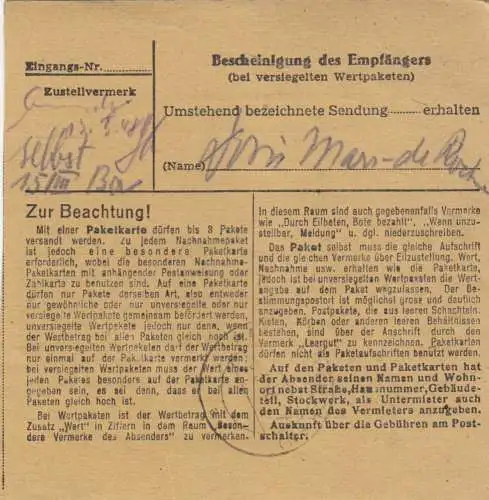 Eingangs-Nr.
Zustellvermerk
selbst
15/III
Bescheinigung des Empfängers
(bei versiegelten Wertpaketen)
Umstehend bezeichnete Sendung erhalten
(Name)
Zur Beachtung!
Mit einer Paketkarte dürfen bis 3 Pakete
versandt werden. Zu jedem Nachnahmepaket
ist jedoch eine besondere Paketkarte
erforderlich, wobei die besonderen Nachnahme-
Paketkarten mit anhängender Postanweisung oder
Zahlkarte zu benutzen sind. Auf eine Paketkarte
dürfen nur Pakete derselben Art, also entweder
nur gewöhnliche oder nur unversiegelte oder nur
versiegelte Wertpakete gemeinsam befördert werden,
unversiegelte Wertpakete jedoch nur dann, wenn
der Wertbetrag bei allen Paketen gleich hoch ist.
Bei unversiegelten Wertpaketen darf der Wertbetrag
nur einmal auf der Paketkarte vermerkt werden;
bei versiegelten Wertpaketen muss der Wert eines
jeden Paketes besonders auf der Paketkarte an-
gegeben sein, es sei denn, dass er bei allen
Paketen gleich hoch ist.
Bei Wertpaketen ist der Wertbetrag mit dem
Zusatz „Wert" in Ziffern in dem Raum „Beson-
dere Vermerke des Absenders" zu vermerken.
In diesem Raum sind auch gegebenenfalls Vermerke
wie „Durch Eilboten, Bote bezahlt", „Wenn unzu-
stellbar, Meldung" u. dgl. niederzuschreiben.
Das Paket selbst muss die gleiche Aufschrift
und die gleichen Vermerke über Eilzustellung, Wert,
Nachnahme usw. erhalten wie die Paketkarte,
jedoch ist bei unversiegelten Wertpaketen die Wert-
angabe auf dem Paket wegzulassen. Der Be-
stimmungspostort ist möglichst gross und deutlich
anzugeben. Postpakete, die aus leeren Schachteln,
Kisten, Körben oder anderen leeren Behältnissen
bestehen, sind über der Anschrift durch den
Vermerk „Leergut" zu kennzeichnen. Paketkarten
dürfen nicht als Paketaufschriften benutzt werden.
Auf den Paketen und Paketkarten hat
der Absender seinen Namen und Wohn-
ort nebst Straße, Hausnummer, Gebäude-
teil, Stockwerk, als Untermieter auch
den Namen des Vermieters anzugeben.
Auskunft über die Gebühren am Post-
schalter.